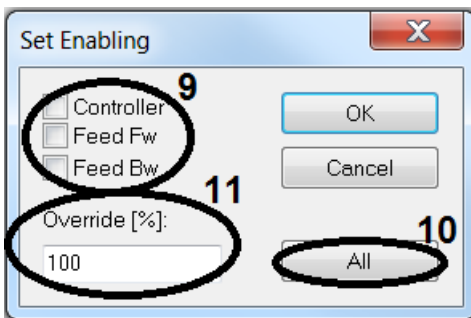 Set Enabling
X
9
Controller
Feed Fw
Feed Bw
OK
Cancel
11
Override [%]:
100
10
All